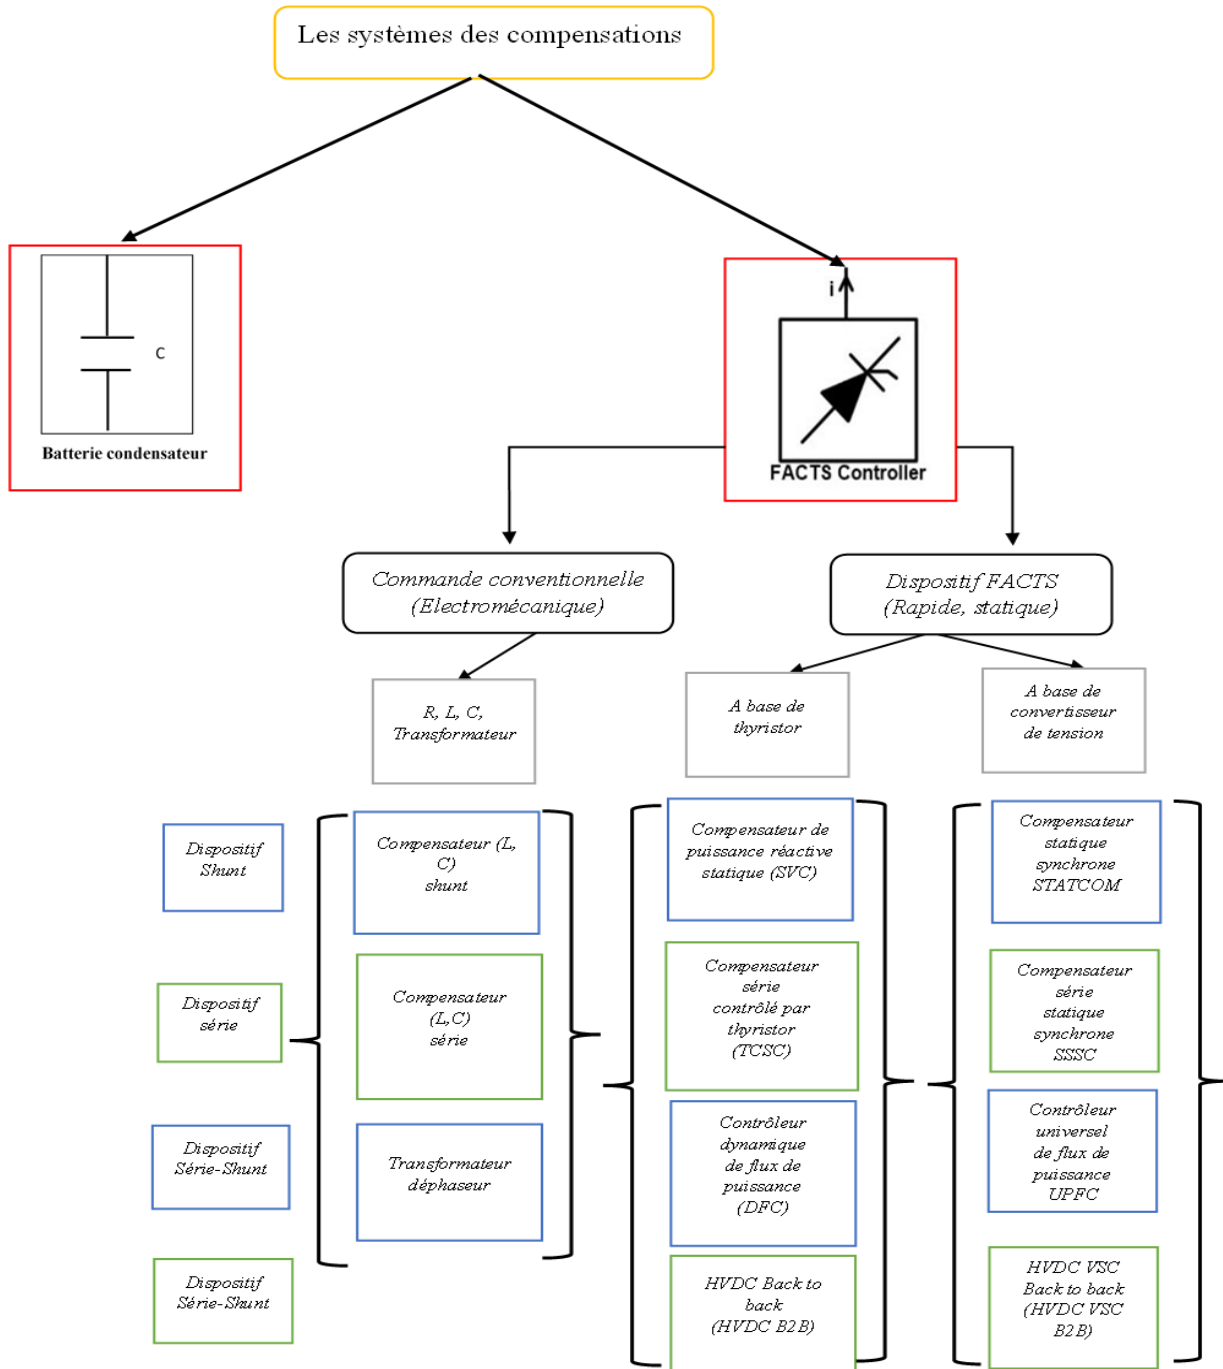 Les systèmes des compensations
C
Batterie condensateur
i
FACTS Controller
Commande conventionnelle
(Electromécanique)
Dispositif FACTS
(Rapide, statique)
R, L, C,
Transformateur
A base de
thyristor
A base de
convertisseur
de tension
Dispositif
Shunt
Compensateur (L,
C)
shunt
Compensateur de
puissance réactive
statique (SVC)
Compensateur
statique
synchrone
STATCOM
Dispositif
série
Compensateur
(L,C)
série
Compensateur
série
contrôlé par
thyristor
(TCSC)
Compensateur
série
statique
synchrone
SSSC
Dispositif
Série-Shunt
Transformateur
déphaseur
Contrôleur
dynamique
de flux de
puissance
(DFC)
Contrôleur
universel
de flux de
puissance
UPFC
Dispositif
Série-Shunt
HVDC Back to
back
(HVDC B2B)
HVDC VSC
Back to back
(HVDC VSC
B2B)